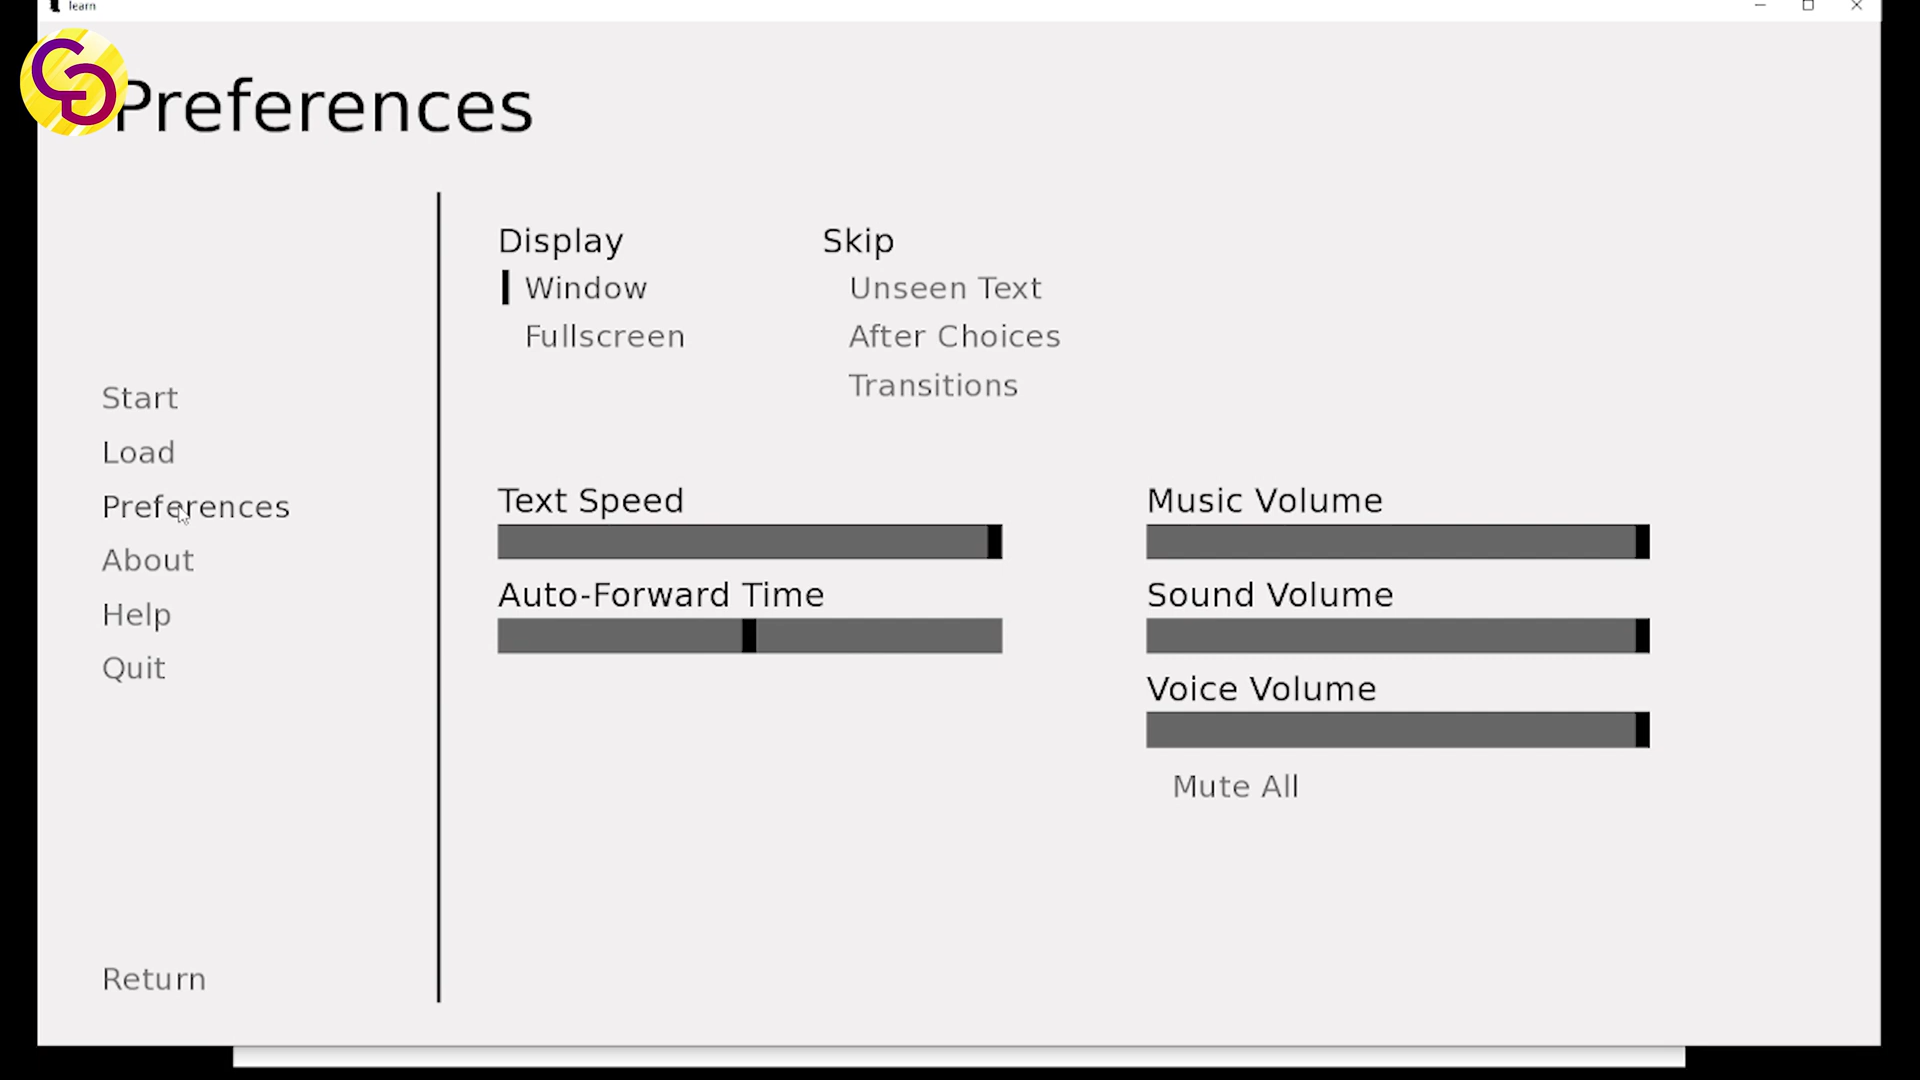 learn
Preferences
Display
Window
Fullscreen
Skip
Unseen Text
After Choices
Transitions
Start
Load
Preferences
About
Help
Quit
Return
Text Speed
Auto-Forward Time
Music Volume
Sound Volume
Voice Volume
Mute All